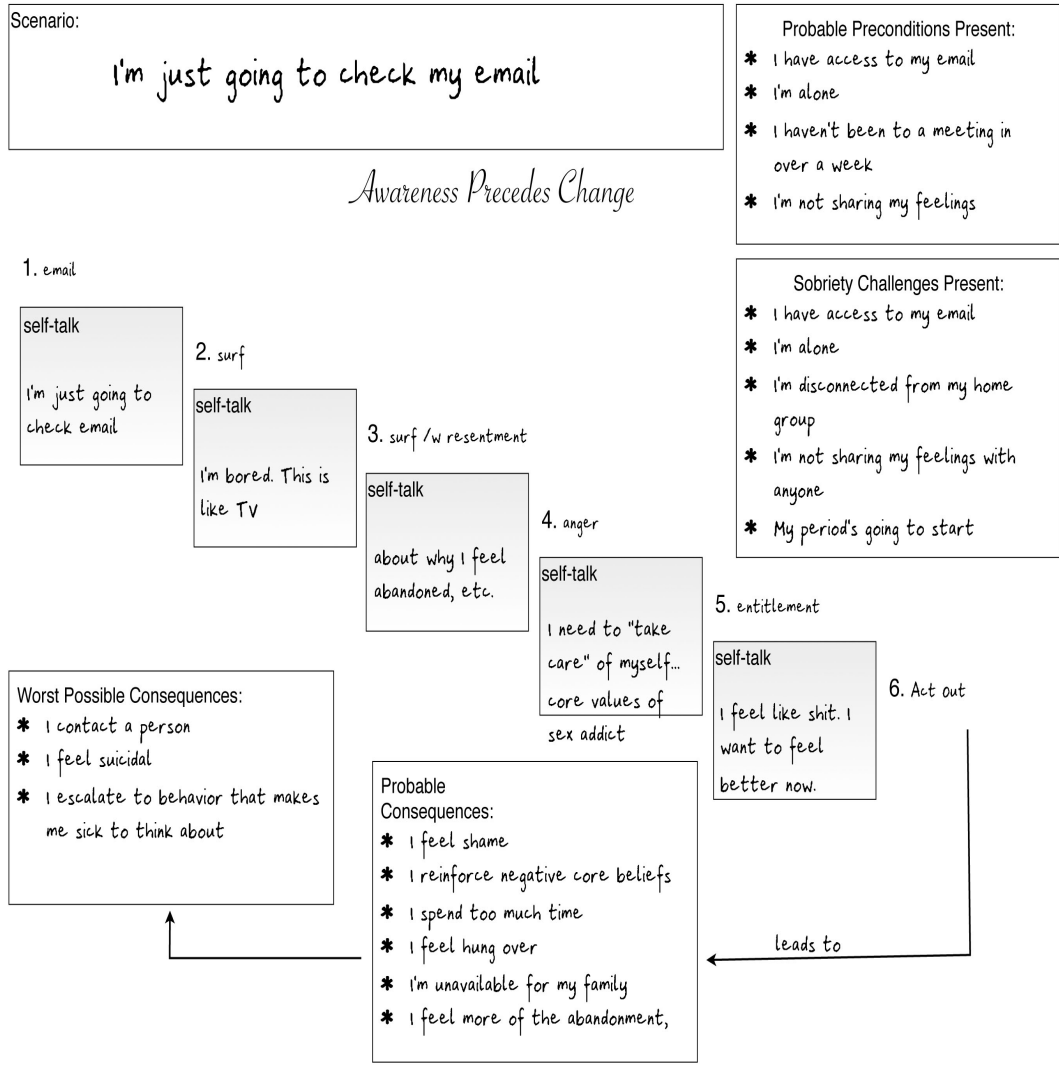 Scenario:
I'm just going to check my email
Probable Preconditions Present:
* I have access to my email
* I'm alone
* I haven't been to a meeting in
over a week
* I'm not sharing my feelings
Awareness Precedes Change
Sobriety Challenges Present:
* I have access to my email
* I'm alone
* I'm disconnected from my home
group
* I'm not sharing my feelings with
anyone
* My period's going to start
1. email
self-talk
I'm just going to
check email
2. surf
self-talk
I'm bored. This is
like TV
3. surf /w resentment
self-talk
about why I feel
abandoned, etc.
4. anger
self-talk
I need to "take
care" of myself...
core values of
sex addict
5. entitlement
self-talk
I feel like shit. I
want to feel
better now.
6. Act out
leads to
Probable
Consequences:
* I feel shame
* I reinforce negative core beliefs
* I spend too much time
* I feel hung over
* I'm unavailable for my family
* I feel more of the abandonment,
Worst Possible Consequences:
* I contact a person
* I feel suicidal
* I escalate to behavior that makes
me sick to think about